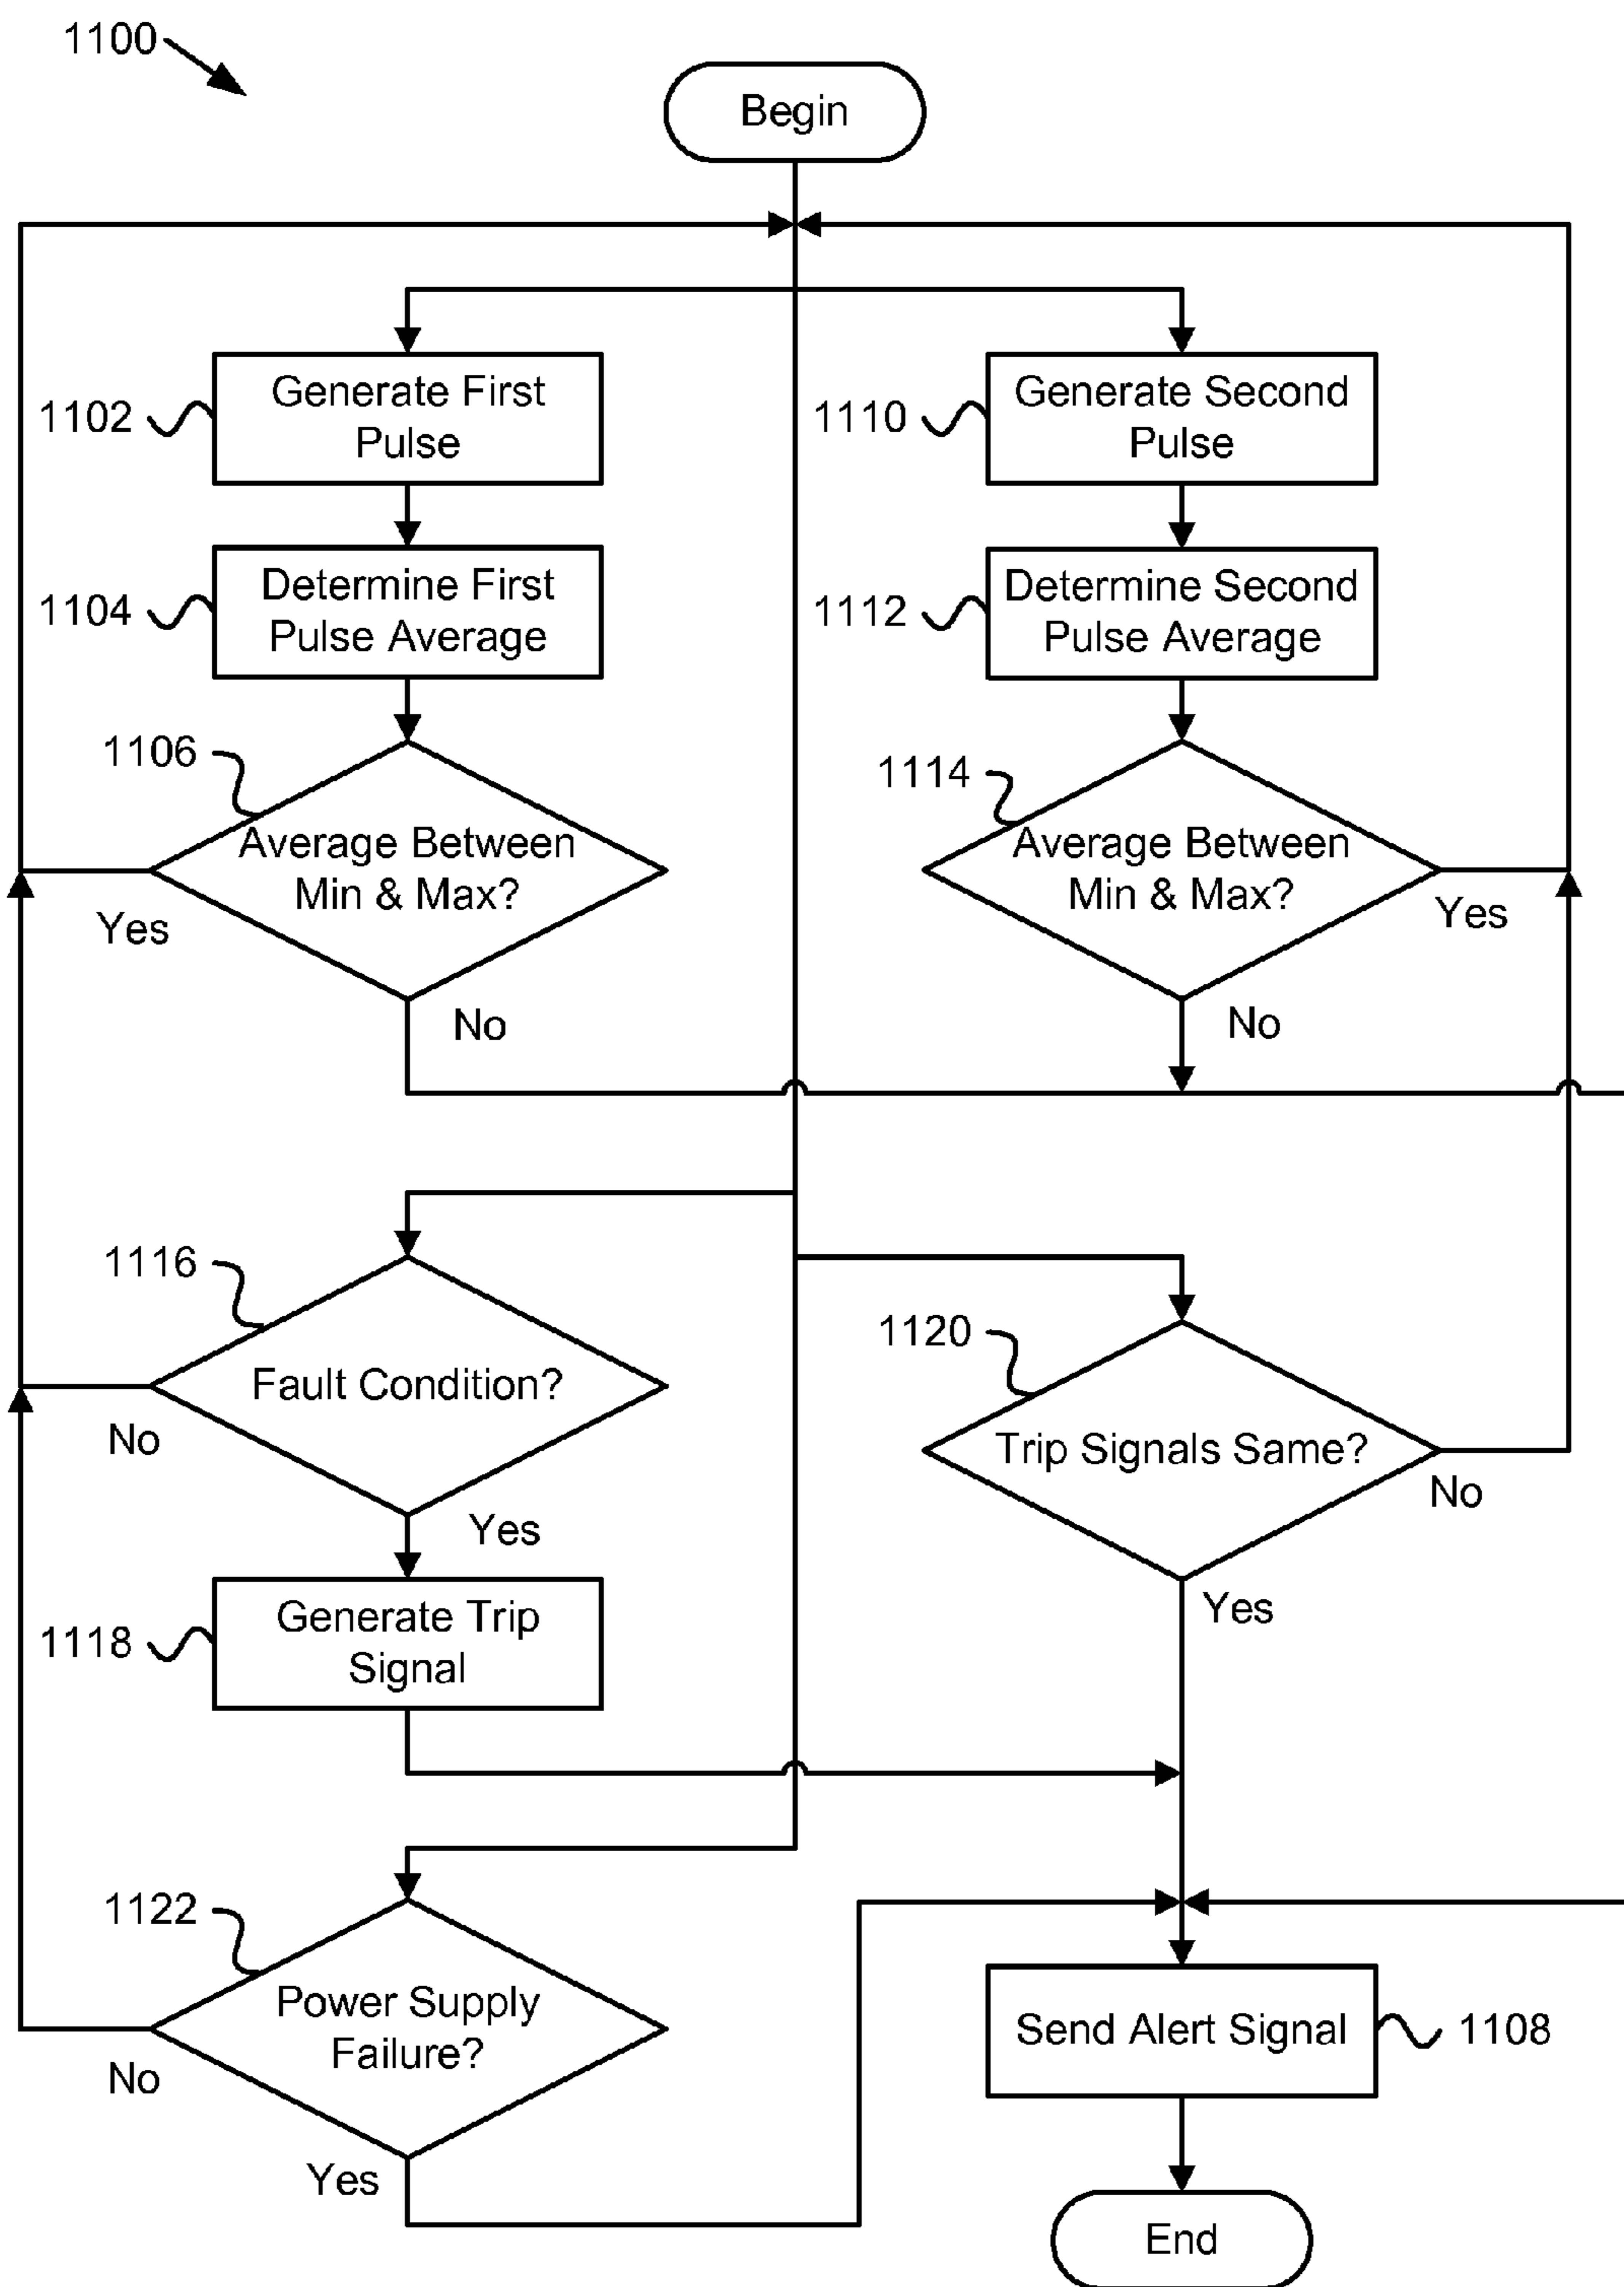 1100
Begin
Generate First
Pulse
1102
Generate Second
Pulse
1110
Determine First
Pulse Average
1104
Determine Second
Pulse Average
1112
1106
Average Between
Min & Max?
Yes
No
1114
Average Between
Min & Max?
Yes
No
1116
Fault Condition?
No
Yes
1120
Trip Signals Same?
No
Yes
Generate Trip
Signal
1118
1122
Power Supply
Failure?
No
Yes
Send Alert Signal
1108
End